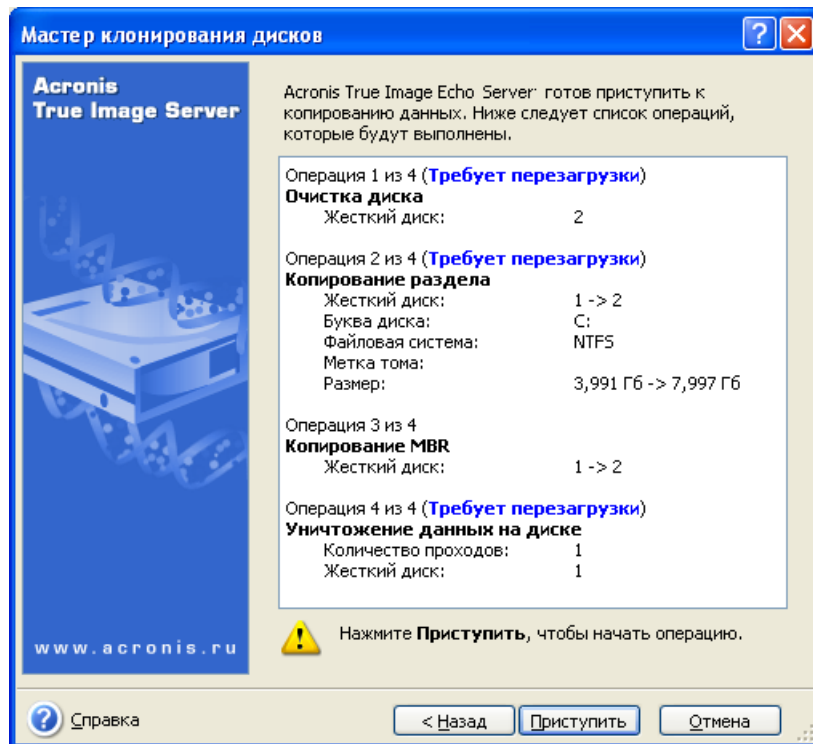 Мастер клонирования дисков
Acronis
True Image Server
Acronis True Image Echo Server готов приступить к
копированию данных. Ниже следует список операций,
которые будут выполнены.
Операция 1 из 4 (Требует перезагрузки)
Очистка диска
Жесткий диск: 2
Операция 2 из 4 (Требует перезагрузки)
Копирование раздела
Жесткий диск: 1 -> 2
Буква диска: C:
Файловая система: NTFS
Метка тома:
Размер: 3,991 Гб -> 7,997 Гб
Операция 3 из 4
Копирование MBR
Жесткий диск: 1 -> 2
Операция 4 из 4 (Требует перезагрузки)
Уничтожение данных на диске
Количество проходов: 1
Жесткий диск: 1
Нажмите Приступить, чтобы начать операцию.
www.acronis.ru
Справка
< Назад
Приступить
Отмена